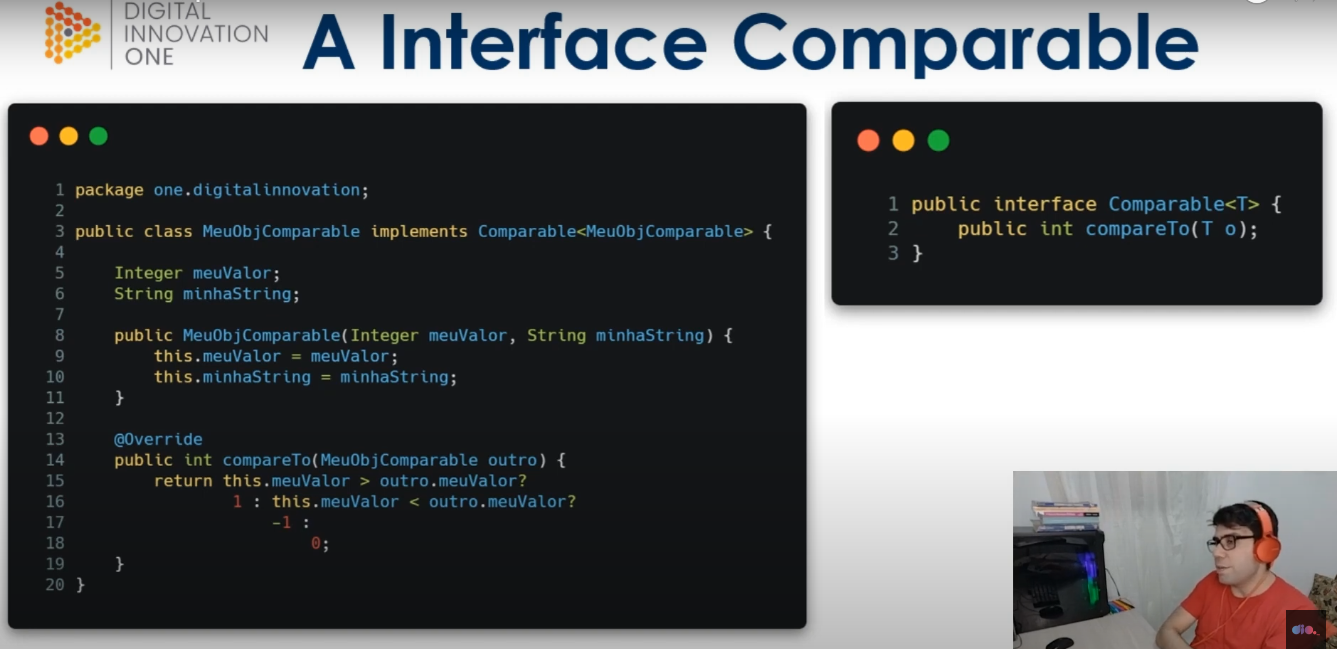 DIGITAL
INNOVATION
ONE
A Interface Comparable
1 package one.digitalinnovation;
2
3 public class MeuObjComparable implements Comparable<MeuObjComparable> {
4
5     Integer meuValor;
6     String minhaString;
7
8     public MeuObjComparable(Integer meuValor, String minhaString) {
9         this.meuValor = meuValor;
10         this.minhaString = minhaString;
11     }
12
13     @Override
14     public int compareTo(MeuObjComparable outro) {
15         return this.meuValor > outro.meuValor?
16                 1 : this.meuValor < outro.meuValor?
17                     -1 :
18                         0;
19     }
20 }
1 public interface Comparable<T> {
2     public int compareTo(T o);
3 }
dio.